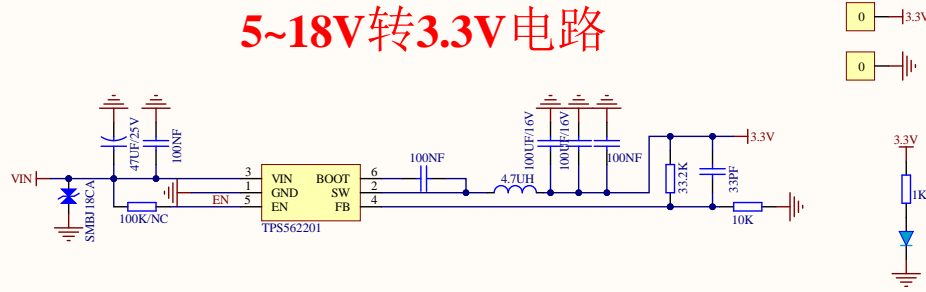 5~18V转3.3V电路
0
3.3V
0
47UF/25V
100NF
100UF/16V
100UF/16V
100NF
3.3V
3.3V
VIN
SMBJ18CA
100K/NC
EN
3
1
5
VIN
GND
EN
BOOT
SW
FB
6
2
4
TPS562201
100NF
4.7UH
33.2K
33PF
10K
1K